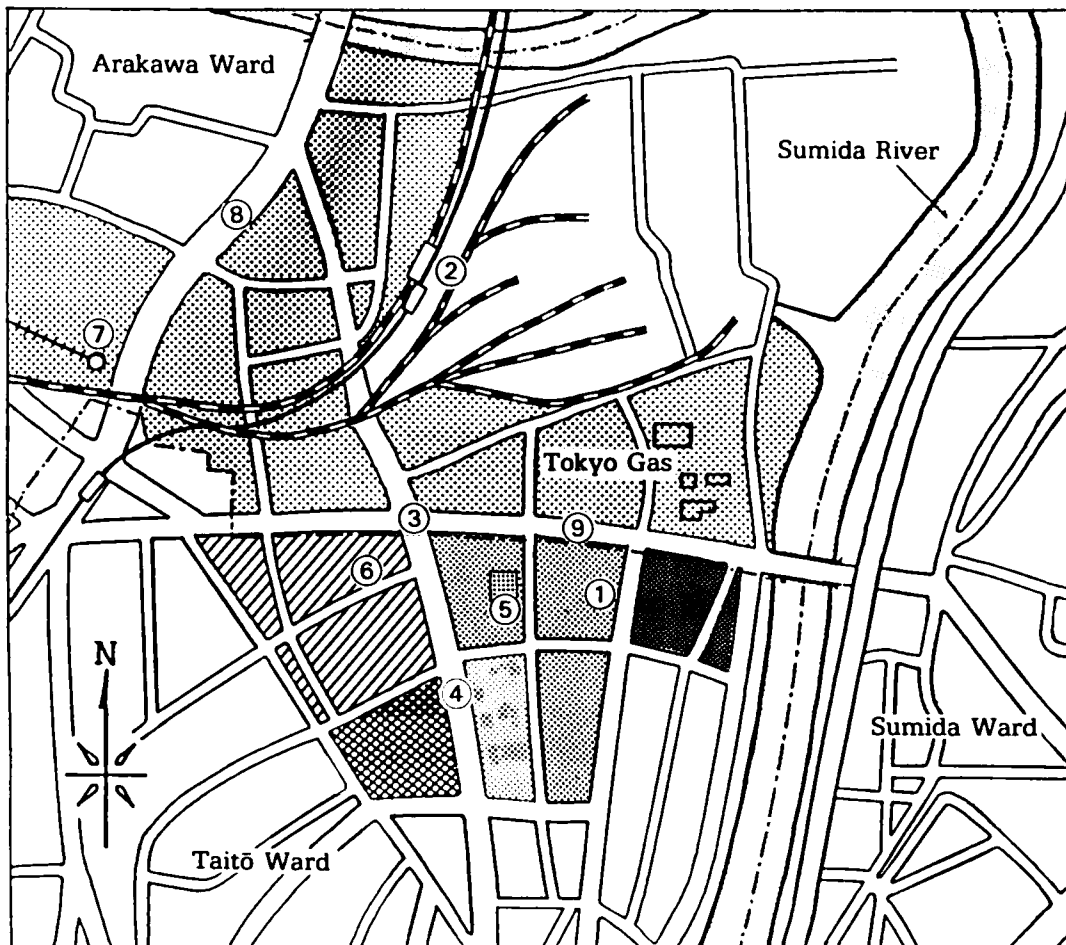 Arakawa Ward
Sumida River
⑧
②
⑦
Tokyo Gas
③
⑨
⑥
⑤
①
N
④
Sumida Ward
Taitō Ward